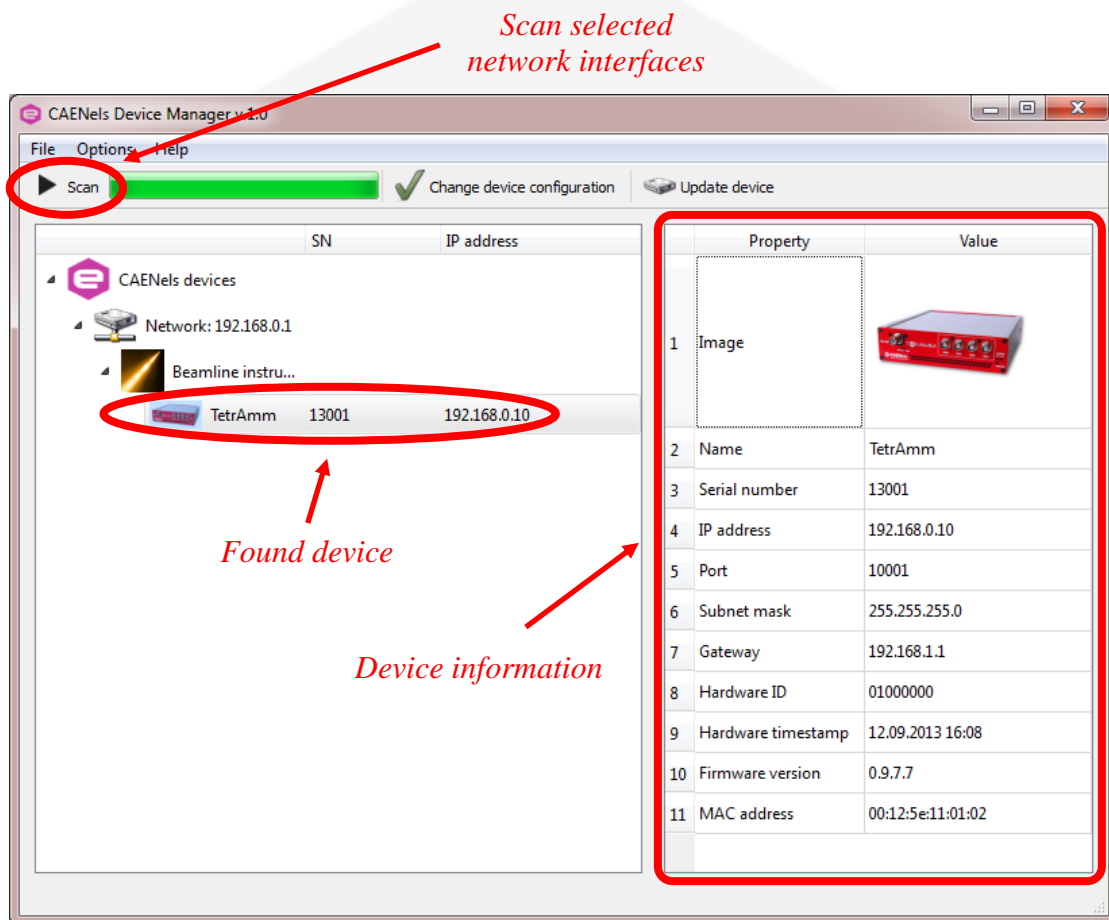 Scan selected
network interfaces
CAENels Device Manager v.1.0
File Options Help
Scan Change device configuration Update device
SN IP address
CAENels devices
Network: 192.168.0.1
Beamline instru...
TetrAmm 13001 192.168.0.10
Found device
Device information
Property Value
1 Image
2 Name TetrAmm
3 Serial number 13001
4 IP address 192.168.0.10
5 Port 10001
6 Subnet mask 255.255.255.0
7 Gateway 192.168.1.1
8 Hardware ID 01000000
9 Hardware timestamp 12.09.2013 16:08
10 Firmware version 0.9.7.7
11 MAC address 00:12:5e:11:01:02